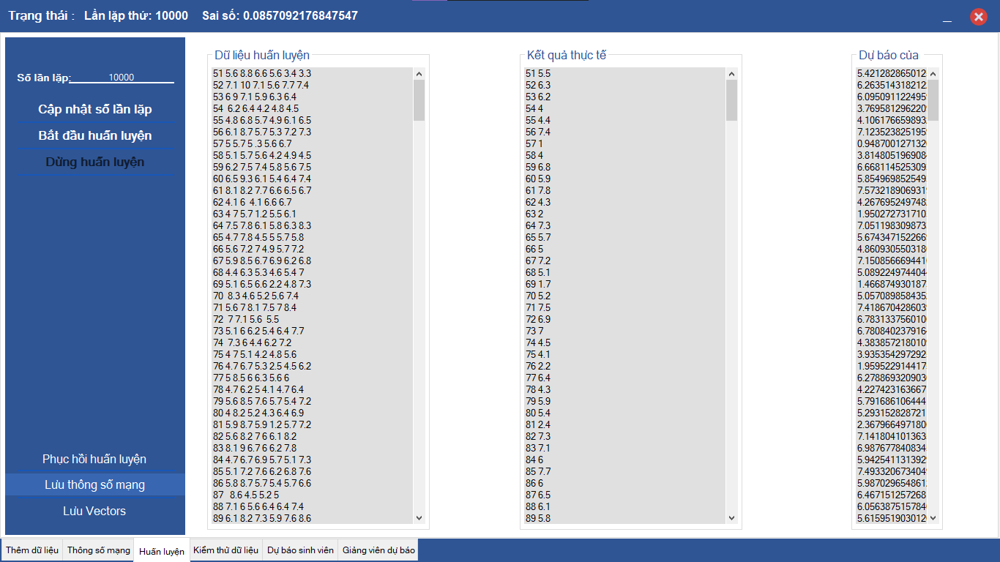 Trạng thái : Lần lặp thứ: 10000 Sai số: 0.0857092176847547
Số lần lặp: 10000
Cập nhật số lần lặp
Bắt đầu huấn luyện
Dừng huấn luyện
Phục hồi huấn luyện
Lưu thông số mạng
Lưu Vectors
Dữ liệu huấn luyện
51 5.6 8.8 6.6 5.6 3.4 3.3
52 7.1 10 7.1 5.6 7.7 7.4
53 6 9 7.1 5.9 6.3 6.4
54  6.2 6.4 4.2 4.8 4.5
55 4.8 6.8 5.7 4.9 6.1 6.5
56 6.1 8.7 5.7 5.3 7.2 7.3
57 5 5.7 5 .3 5.6 6.7
58 5.1 5.7 5.6 4.2 4.9 4.5
59 6.2 7.5 7.4 5.8 5.6 7.5
60 6.5 9.3 6.1 5.4 6.4 7.4
61 8.1 8.2 7.7 6.6 6.5 6.7
62 4.1 6  4.1 6.6 6.7
63 4 7 5.7 1.2 5.5 6.1
64 7.5 7.8 6.1 5.8 6.3 8.3
65 4.7 7.8 4.5 5 5.7 5.8
66 5.6 7.2 7 4.9 5.7 7.2
67 5.9 8.5 6.7 6.9 6.2 6.8
68 4.4 6.3 5.3 4.6 5.4 7
69 5.1 6.5 6.6 2.2 4.8 7.3
70  8.3 4.6 5.2 5.6 7.4
71 5.6 7 8.1 7.5 7 8.4
72  7 7.1 5.6  5.5
73 5.1 6 6.2 5.4 6.4 7.7
74  7.3 6 4.4 6.2 7.2
75 4 7 5.1 4.2 4.8 5.6
76 4.7 6.7 5.3 2.5 4.5 6.2
77 5 8.5 6 6.3 5.6 6
78 4.7 6.2 5 4.1 4.7 6.4
79 5.6 8.5 7.6 5.7 5.4 7.2
80 4 8.2 5.2 4.3 6.4 6.9
81 5.9 8.7 5.9 1.2 5.7 7.2
82 5.6 8.2 7 6 6.1 8.2
83 8.1 9 6.7 6 6.2 7.8
84 4.7 6.7 6.9 5.7 5.1 7.3
85 5.1 7.2 7.6 6.2 6.8 7.6
86 5.8 8.7 5.7 5.4 5.7 6.6
87  8.6 4.5 5.2 5
88 7.1 6 5.6 6.4 6.4 7.4
89 6.1 8.2 7.3 5.9 7.6 8.6
Kết quả thực tế
51 5.5
52 6.3
53 6.2
54 4
55 4.4
56 7.4
57 1
58 4
59 6.8
60 5.9
61 7.8
62 4.3
63 2
64 7.3
65 5.7
66 5
67 7.2
68 5.1
69 1.7
70 5.2
71 7.5
72 6.9
73 7
74 4.5
75 4.1
76 2.2
77 6.4
78 4.3
79 5.9
80 5.4
81 2.4
82 7.3
83 7.1
84 6
85 7.7
86 6
87 6.5
88 6.1
89 5.8
Dự báo của
5.421282865012
6.263514318212
6.095091122495
3.769581296220
4.106176659893
7.123523825195
0.948700127132
3.814805196908
6.668114525309
5.854969852549
7.573218906931
4.267695249748
1.950272731710
7.051198309873
5.674347152266
4.860930550318
7.150856669441
5.089224974404
1.466874930187
5.057089858435
7.418670428603
6.783133756010
6.780840237916
4.383857218010
3.935354297292
1.959522914417
6.278869320903
4.227423163667
5.791686106444
5.293152828721
2.367966497180
7.141804101363
6.987677840834
5.942541131392
7.493320673404
5.987029654861
6.467151257268
6.056387515784
5.615951903012
Thêm dữ liệu
Thông số mạng
Huấn luyện
Kiểm thử dữ liệu
Dự báo sinh viên
Giảng viên dự báo